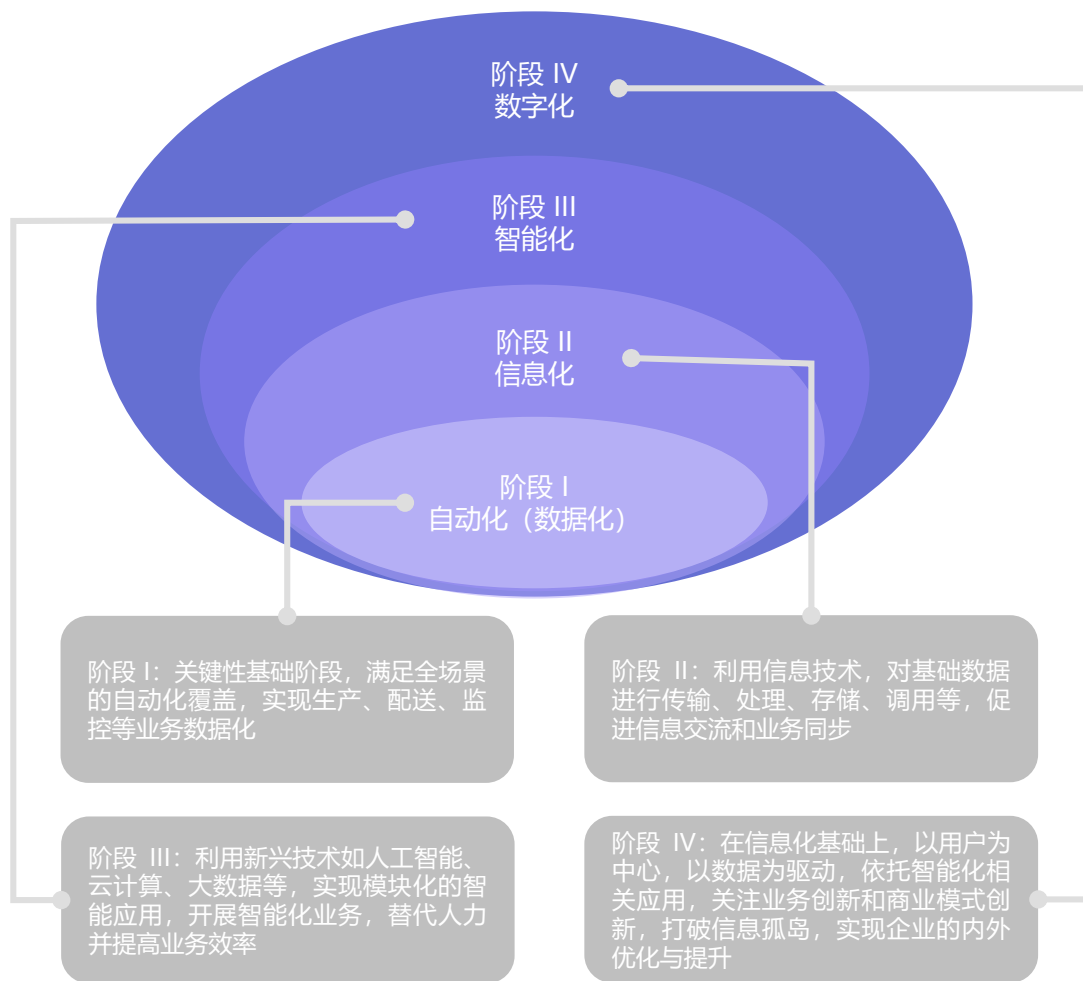 阶段 IV
数字化
阶段 III
智能化
阶段 II
信息化
阶段 I
自动化（数据化）
阶段 I：关键性基础阶段，满足全场景
的自动化覆盖，实现生产、配送、监
控等业务数据化
阶段 II：利用信息技术，对基础数据
进行传输、处理、存储、调用等，促
进信息交流和业务同步
阶段 III：利用新兴技术如人工智能、
云计算、大数据等，实现模块化的智
能应用，开展智能化业务，替代人力
并提高业务效率
阶段 IV：在信息化基础上，以用户为
中心，以数据为驱动，依托智能化相
关应用，关注业务创新和商业模式创
新，打破信息孤岛，实现企业的内外
优化与提升